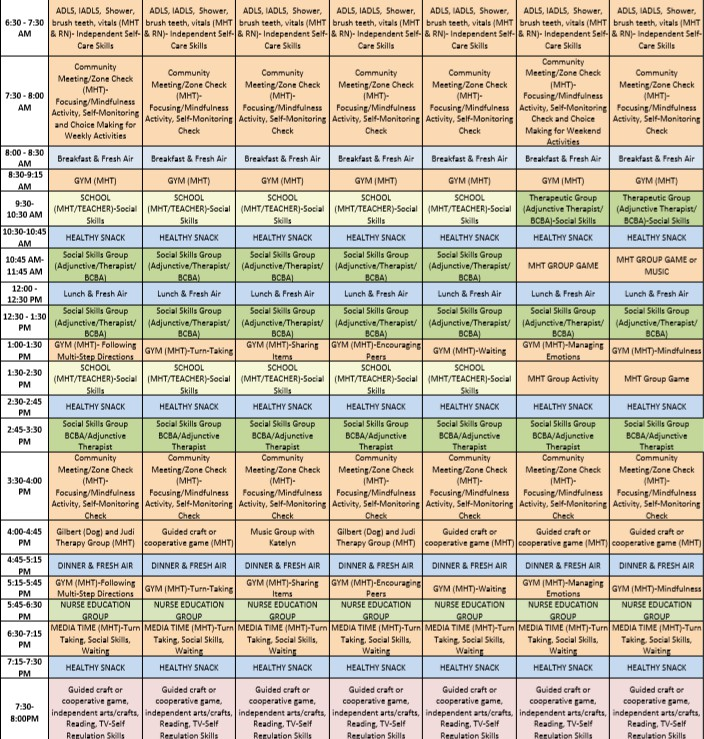 6:30 - 7:30
AM
ADLS, IADLS,  Shower,
brush teeth, vitals (MHT
& RN)- Independent Self-
Care Skills
ADLS, IADLS,  Shower,
brush teeth, vitals (MHT
& RN)- Independent Self-
Care Skills
ADLS, IADLS,  Shower,
brush teeth, vitals (MHT
& RN)- Independent Self-
Care Skills
ADLS, IADLS,  Shower,
brush teeth, vitals (MHT
& RN)- Independent Self-
Care Skills
ADLS, IADLS,  Shower,
brush teeth, vitals (MHT
& RN)- Independent Self-
Care Skills
ADLS, IADLS,  Shower,
brush teeth, vitals (MHT
& RN)- Independent Self-
Care Skills
ADLS, IADLS,  Shower,
brush teeth, vitals (MHT
& RN)- Independent Self-
Care Skills
7:30 - 8:00
AM
Community
Meeting/Zone Check
(MHT)-
Focusing/Mindfulness
Activity, Self-Monitoring
and Choice Making for
Weekly Activities
Community
Meeting/Zone Check
(MHT)-
Focusing/Mindfulness
Activity, Self-Monitoring
Check
Community
Meeting/Zone Check
(MHT)-
Focusing/Mindfulness
Activity, Self-Monitoring
Check
Community
Meeting/Zone Check
(MHT)-
Focusing/Mindfulness
Activity, Self-Monitoring
Check
Community
Meeting/Zone Check
(MHT)-
Focusing/Mindfulness
Activity, Self-Monitoring
Check
Community
Meeting/Zone Check
(MHT)-
Focusing/Mindfulness
Activity, Self-Monitoring
Check and Choice
Making for Weekend
Activities
Community
Meeting/Zone Check
(MHT)-
Focusing/Mindfulness
Activity, Self-Monitoring
Check
8:00 - 8:30
AM
Breakfast & Fresh Air
Breakfast & Fresh Air
Breakfast & Fresh Air
Breakfast & Fresh Air
Breakfast & Fresh Air
Breakfast & Fresh Air
Breakfast & Fresh Air
8:30-9:15
AM
GYM (MHT)
GYM (MHT)
GYM (MHT)
GYM (MHT)
GYM (MHT)
GYM (MHT)
GYM (MHT)
9:30-
10:30 AM
SCHOOL
(MHT/TEACHER)-Social
Skills
SCHOOL
(MHT/TEACHER)-Social
Skills
SCHOOL
(MHT/TEACHER)-Social
Skills
SCHOOL
(MHT/TEACHER)-Social
Skills
SCHOOL
(MHT/TEACHER)-Social
Skills
Therapeutic Group
(Adjunctive Therapist/
BCBA)-Social Skills
Therapeutic Group
(Adjunctive Therapist/
BCBA)-Social Skills
10:30-10:45
AM
HEALTHY SNACK
HEALTHY SNACK
HEALTHY SNACK
HEALTHY SNACK
HEALTHY SNACK
HEALTHY SNACK
HEALTHY SNACK
10:45 AM-
11:45 AM
Social Skills Group
(Adjunctive/Therapist/
BCBA)
Social Skills Group
(Adjunctive/Therapist/
BCBA)
Social Skills Group
(Adjunctive/Therapist/
BCBA)
Social Skills Group
(Adjunctive/Therapist/
BCBA)
Social Skills Group
(Adjunctive/Therapist/
BCBA)
MHT GROUP GAME
MHT GROUP GAME or
MUSIC
12:00 -
12:30 PM
Lunch & Fresh Air
Lunch & Fresh Air
Lunch & Fresh Air
Lunch & Fresh Air
Lunch & Fresh Air
Lunch & Fresh Air
Lunch & Fresh Air
12:30 - 1:30
PM
Social Skills Group
(Adjunctive/Therapist/
BCBA)
Social Skills Group
(Adjunctive/Therapist/
BCBA)
Social Skills Group
(Adjunctive/Therapist/
BCBA)
Social Skills Group
(Adjunctive/Therapist/
BCBA)
Social Skills Group
(Adjunctive/Therapist/
BCBA)
Social Skills Group
(Adjunctive/Therapist/
BCBA)
Social Skills Group
(Adjunctive/Therapist/
BCBA)
1:00-1:30
PM
GYM (MHT)- Following
Multi-Step Directions
GYM (MHT)-Turn-Taking
GYM (MHT)-Sharing
Items
GYM (MHT)-Encouraging
Peers
GYM (MHT)-Waiting
GYM (MHT)-Managing
Emotions
GYM (MHT)-Mindfulness
1:30-2:30
PM
SCHOOL
(MHT/TEACHER)-Social
Skills
SCHOOL
(MHT/TEACHER)-Social
Skills
SCHOOL
(MHT/TEACHER)-Social
Skills
SCHOOL
(MHT/TEACHER)-Social
Skills
SCHOOL
(MHT/TEACHER)-Social
Skills
MHT Group Activity
MHT Group Game
2:30-2:45
PM
HEALTHY SNACK
HEALTHY SNACK
HEALTHY SNACK
HEALTHY SNACK
HEALTHY SNACK
HEALTHY SNACK
HEALTHY SNACK
2:45-3:30
PM
Social Skills Group
BCBA/Adjunctive
Therapist
Social Skills Group
BCBA/Adjunctive
Therapist
Social Skills Group
BCBA/Adjunctive
Therapist
Social Skills Group
BCBA/Adjunctive
Therapist
Social Skills Group
BCBA/Adjunctive
Therapist
Social Skills Group
BCBA/Adjunctive
Therapist
Social Skills Group
BCBA/Adjunctive
Therapist
3:30-4:00
PM
Community
Meeting/Zone Check
(MHT)-
Focusing/Mindfulness
Activity, Self-Monitoring
Check
Community
Meeting/Zone Check
(MHT)-
Focusing/Mindfulness
Activity, Self-Monitoring
Check
Community
Meeting/Zone Check
(MHT)-
Focusing/Mindfulness
Activity, Self-Monitoring
Check
Community
Meeting/Zone Check
(MHT)-
Focusing/Mindfulness
Activity, Self-Monitoring
Check
Community
Meeting/Zone Check
(MHT)-
Focusing/Mindfulness
Activity, Self-Monitoring
Check
Community
Meeting/Zone Check
(MHT)-
Focusing/Mindfulness
Activity, Self-Monitoring
Check
Community
Meeting/Zone Check
(MHT)-
Focusing/Mindfulness
Activity, Self-Monitoring
Check
4:00-4:45
PM
Gilbert (Dog) and Judi
Therapy Group (MHT)
Guided craft or
cooperative game (MHT)
Music Group with
Katelyn
Gilbert (Dog) and Judi
Therapy Group (MHT)
Guided craft or
cooperative game (MHT)
Guided craft or
cooperative game (MHT)
Guided craft or
cooperative game (MHT)
4:45-5:15
PM
DINNER & FRESH AIR
DINNER & FRESH AIR
DINNER & FRESH AIR
DINNER & FRESH AIR
DINNER & FRESH AIR
DINNER & FRESH AIR
DINNER & FRESH AIR
5:15-5:45
PM
GYM (MHT)-Following
Multi-Step Directions
GYM (MHT)-Turn-Taking
GYM (MHT)-Sharing
Items
GYM (MHT)-Encouraging
Peers
GYM (MHT)-Waiting
GYM (MHT)-Managing
Emotions
GYM (MHT)-Mindfulness
5:45-6:30
PM
NURSE EDUCATION
GROUP
NURSE EDUCATION
GROUP
NURSE EDUCATION
GROUP
NURSE EDUCATION
GROUP
NURSE EDUCATION
GROUP
NURSE EDUCATION
GROUP
NURSE EDUCATION
GROUP
6:30-7:15
PM
MEDIA TIME (MHT)-Turn
Taking, Social Skills,
Waiting
MEDIA TIME (MHT)-Turn
Taking, Social Skills,
Waiting
MEDIA TIME (MHT)-Turn
Taking, Social Skills,
Waiting
MEDIA TIME (MHT)-Turn
Taking, Social Skills,
Waiting
MEDIA TIME (MHT)-Turn
Taking, Social Skills,
Waiting
MEDIA TIME (MHT)-Turn
Taking, Social Skills,
Waiting
MEDIA TIME (MHT)-Turn
Taking, Social Skills,
Waiting
7:15-7:30
PM
HEALTHY SNACK
HEALTHY SNACK
HEALTHY SNACK
HEALTHY SNACK
HEALTHY SNACK
HEALTHY SNACK
HEALTHY SNACK
7:30-
8:00PM
Guided craft or
cooperative game,
independent arts/crafts,
Reading, TV-Self
Regulation Skills
Guided craft or
cooperative game,
independent arts/crafts,
Reading, TV-Self
Regulation Skills
Guided craft or
cooperative game,
independent arts/crafts,
Reading, TV-Self
Regulation Skills
Guided craft or
cooperative game,
independent arts/crafts,
Reading, TV-Self
Regulation Skills
Guided craft or
cooperative game,
independent arts/crafts,
Reading, TV-Self
Regulation Skills
Guided craft or
cooperative game,
independent arts/crafts,
Reading, TV-Self
Regulation Skills
Guided craft or
cooperative game,
independent arts/crafts,
Reading, TV-Self
Regulation Skills